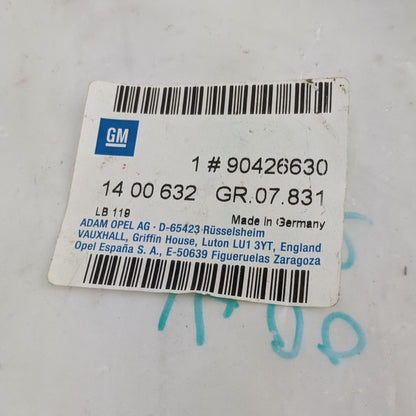 GM
1 # 90426630
14 00 632 GR.07.831
LB 119 Made in Germany
ADAM OPEL AG - D-65423 Rüsselsheim
VAUXHALL, Griffin House, Luton LU1 3YT, England
Opel España S. A., E-50639 Figueruelas Zaragoza